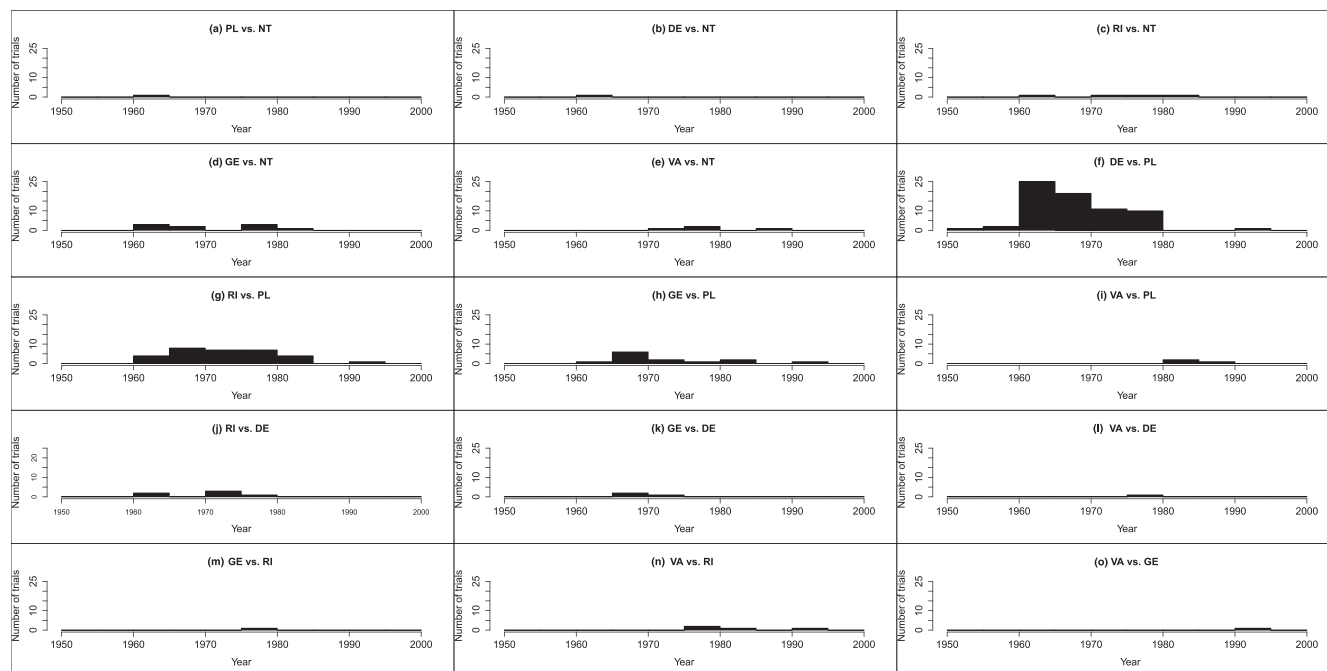 (a) PL vs. NT
Number of trials
25
10
0
1950 1960 1970 1980 1990 2000
Year
(b) DE vs. NT
Number of trials
25
10
0
1950 1960 1970 1980 1990 2000
Year
(c) RI vs. NT
Number of trials
25
10
0
1950 1960 1970 1980 1990 2000
Year
(d) GE vs. NT
Number of trials
25
10
0
1950 1960 1970 1980 1990 2000
Year
(e) VA vs. NT
Number of trials
25
10
0
1950 1960 1970 1980 1990 2000
Year
(f) DE vs. PL
Number of trials
25
10
0
1950 1960 1970 1980 1990 2000
Year
(g) RI vs. PL
Number of trials
25
10
0
1950 1960 1970 1980 1990 2000
Year
(h) GE vs. PL
Number of trials
25
10
0
1950 1960 1970 1980 1990 2000
Year
(i) VA vs. PL
Number of trials
25
10
0
1950 1960 1970 1980 1990 2000
Year
(j) RI vs. DE
Number of trials
20
10
0
1950 1960 1970 1980 1990 2000
Year
(k) GE vs. DE
Number of trials
25
10
0
1950 1960 1970 1980 1990 2000
Year
(l) VA vs. DE
Number of trials
25
10
0
1950 1960 1970 1980 1990 2000
Year
(m) GE vs. RI
Number of trials
25
10
0
1950 1960 1970 1980 1990 2000
Year
(n) VA vs. RI
Number of trials
25
10
0
1950 1960 1970 1980 1990 2000
Year
(o) VA vs. GE
Number of trials
25
10
0
1950 1960 1970 1980 1990 2000
Year